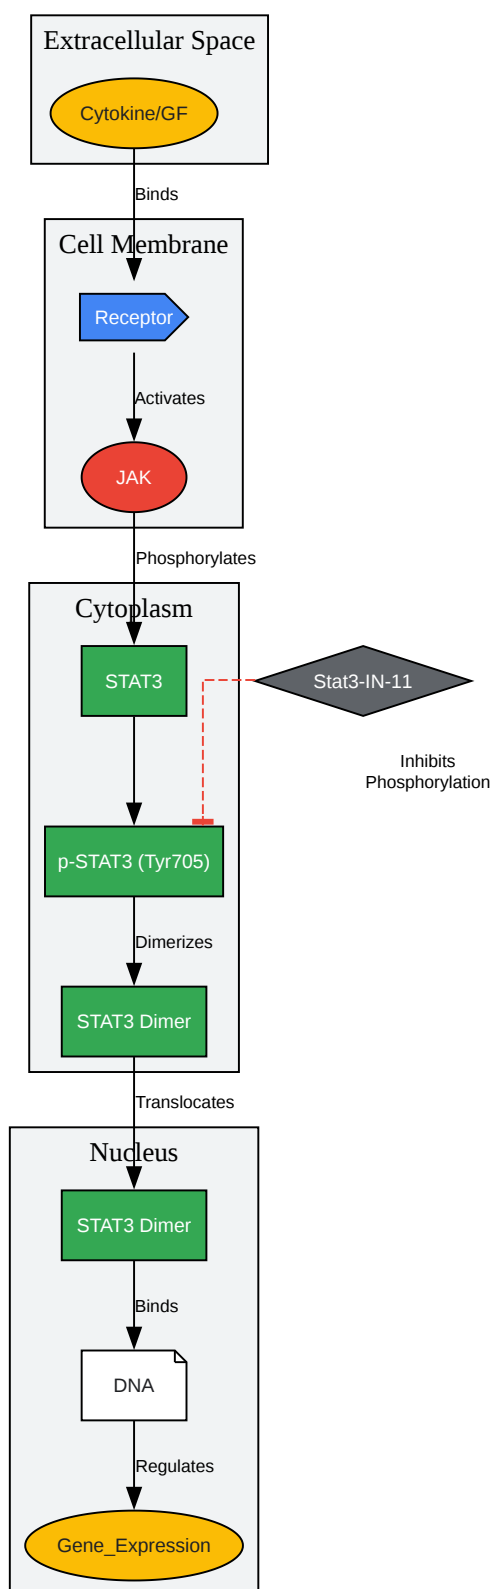 Extracellular Space
Cytokine/GF
Binds
Cell Membrane
Receptor
Activates
JAK
Phosphorylates
Cytoplasm
STAT3
Stat3-IN-11
Inhibits
Phosphorylation
p-STAT3 (Tyr705)
Dimerizes
STAT3 Dimer
Translocates
Nucleus
STAT3 Dimer
Binds
DNA
Regulates
Gene_Expression